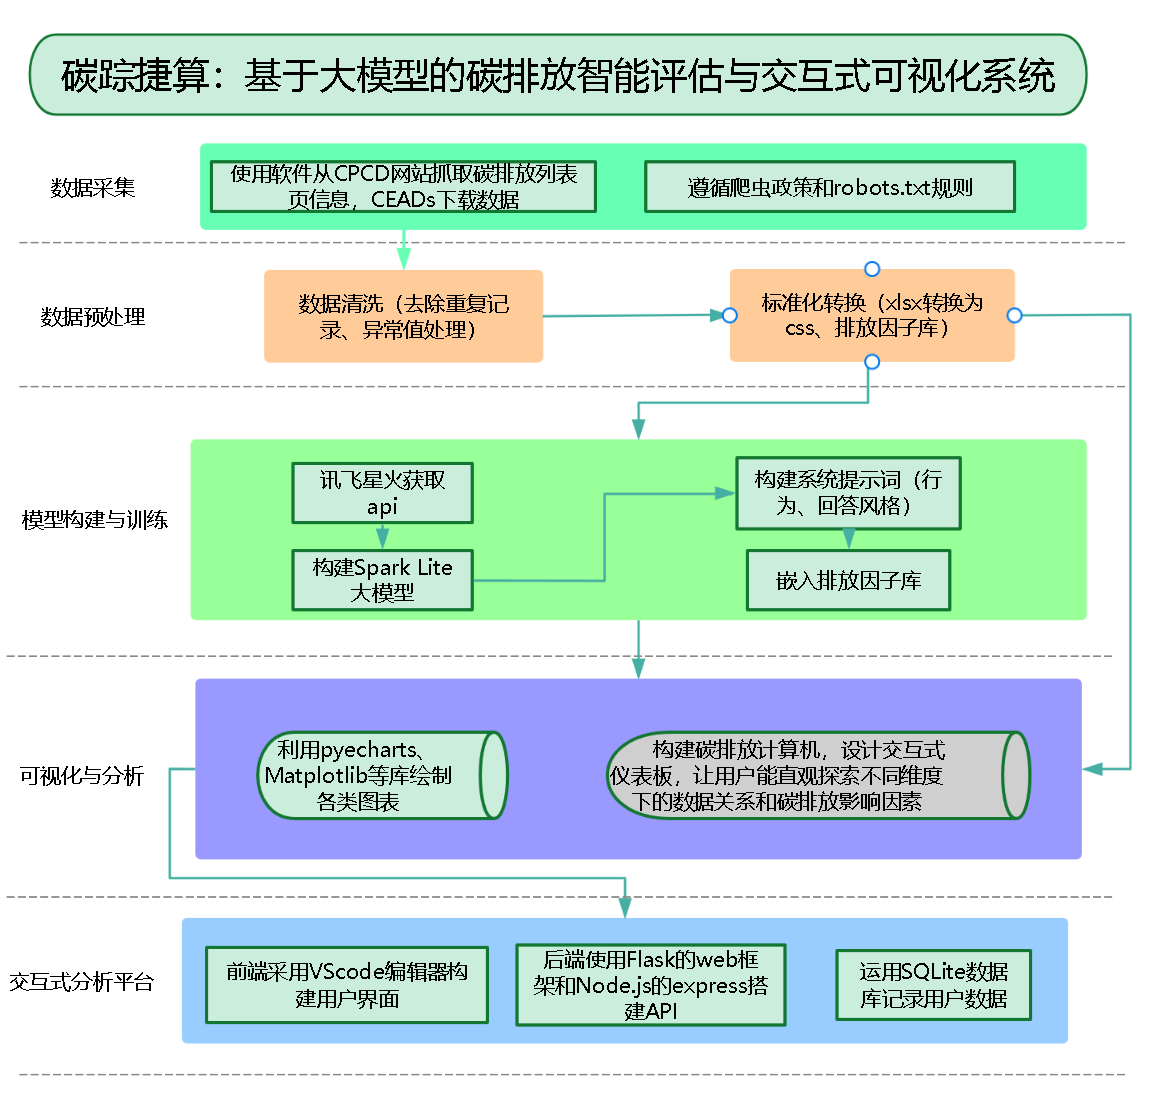 碳踪捷算：基于大模型的碳排放智能评估与交互式可视化系统
数据采集
使用软件从CPCD网站抓取碳排放列表
页信息，CEADs下载数据
遵循爬虫政策和robots.txt规则
数据预处理
数据清洗（去除重复记
录、异常值处理）
标准化转换（xlsx转换为
css、排放因子库）
模型构建与训练
讯飞星火获取
api
构建Spark Lite
大模型
构建系统提示词（行
为、回答风格）
嵌入排放因子库
可视化与分析
利用pyecharts、
Matplotlib等库绘制
各类图表
构建碳排放计算机，设计交互式
仪表板，让用户能直观探索不同维度
下的数据关系和碳排放影响因素
交互式分析平台
前端采用VScode编辑器构
建用户界面
后端使用Flask的web框
架和Node.js的express搭
建API
运用SQLite数据
库记录用户数据